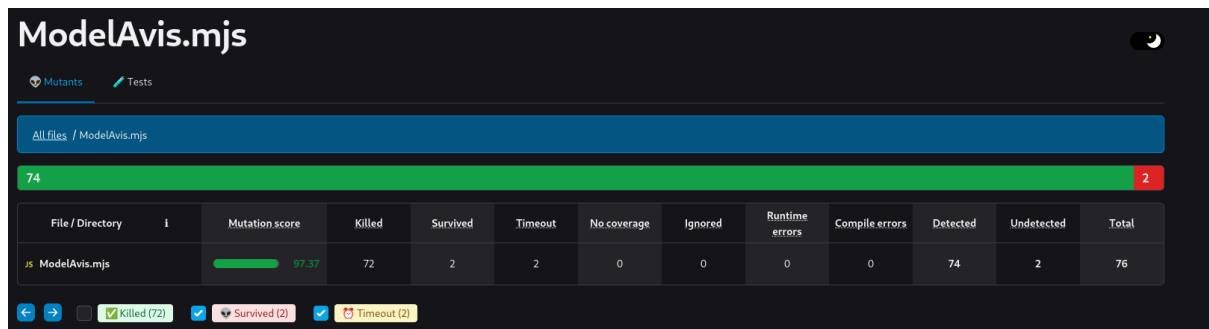 ModelAvis.mjs
👽 Mutants 🧪 Tests
All files / ModelAvis.mjs
74 2
File / Directory ℹ Mutation score Killed Survived Timeout No coverage Ignored Runtime errors Compile errors Detected Undetected Total
JS ModelAvis.mjs 97.37 72 2 2 0 0 0 0 74 2 76
← → ✅ Killed (72) 👽 Survived (2) ⏰ Timeout (2)